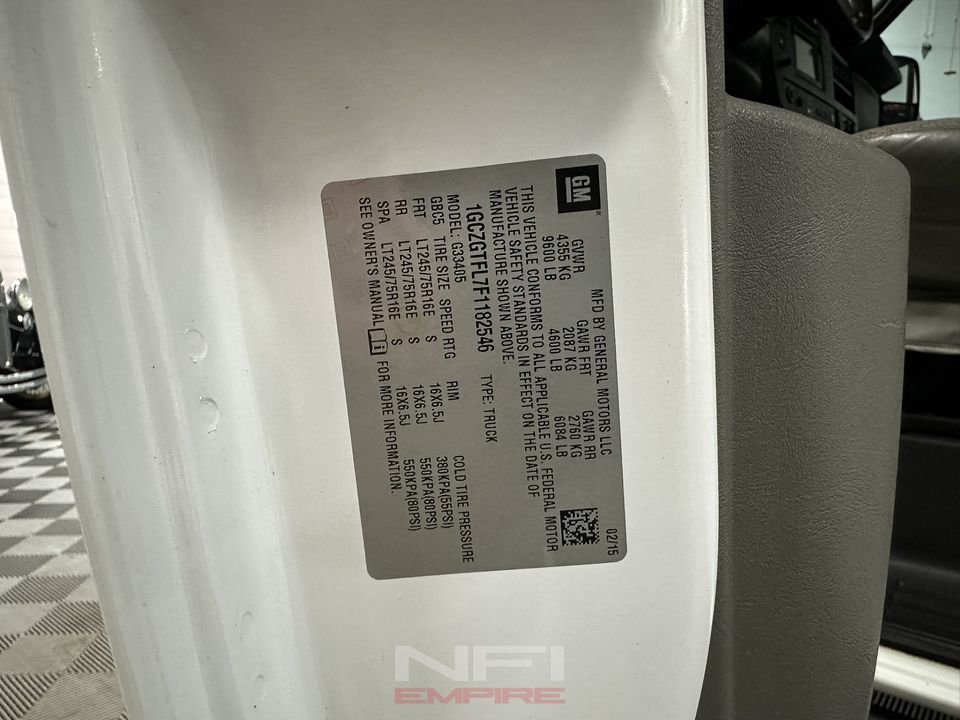 GM
MFD BY GENERAL MOTORS LLC 02/15
GVWR GAWR FRT GAWR RR
4355 KG 2087 KG 2760 KG
9600 LB 4600 LB 6084 LB
THIS VEHICLE CONFORMS TO ALL APPLICABLE U.S. FEDERAL MOTOR
VEHICLE SAFETY STANDARDS IN EFFECT ON THE DATE OF
MANUFACTURE SHOWN ABOVE.
1GCZGTFL7F1182546 TYPE: TRUCK
MODEL: G33405
GBC5 TIRE SIZE SPEED RTG RIM COLD TIRE PRESSURE
FRT LT245/75R16E S 16X6.5J 380KPA(55PSI)
RR LT245/75R16E S 16X6.5J 550KPA(80PSI)
SPA LT245/75R16E S 16X6.5J 550KPA(80PSI)
SEE OWNER'S MANUAL FOR MORE INFORMATION.
NFI
EMPIRE